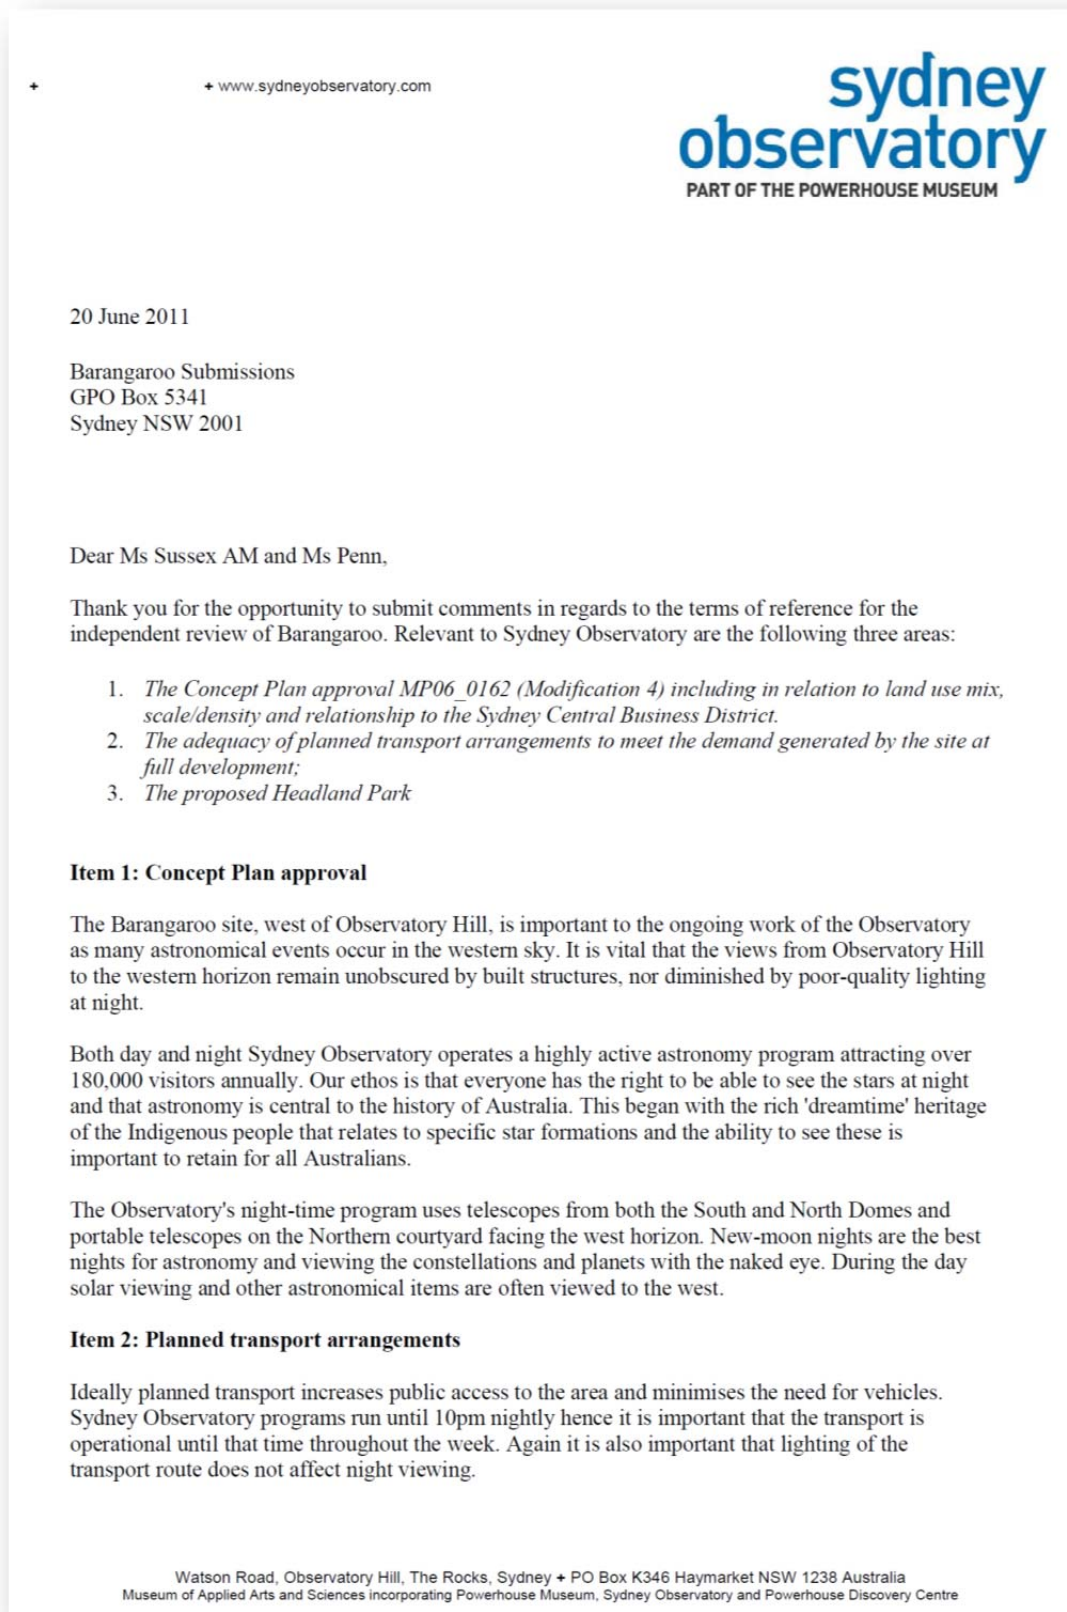 + + www.sydneyobservatory.com
sydney
observatory
PART OF THE POWERHOUSE MUSEUM
20 June 2011
Barangaroo Submissions
GPO Box 5341
Sydney NSW 2001
Dear Ms Sussex AM and Ms Penn,
Thank you for the opportunity to submit comments in regards to the terms of reference for the
independent review of Barangaroo. Relevant to Sydney Observatory are the following three areas:
1. The Concept Plan approval MP06_0162 (Modification 4) including in relation to land use mix,
scale/density and relationship to the Sydney Central Business District.
2. The adequacy of planned transport arrangements to meet the demand generated by the site at
full development;
3. The proposed Headland Park
Item 1: Concept Plan approval
The Barangaroo site, west of Observatory Hill, is important to the ongoing work of the Observatory
as many astronomical events occur in the western sky. It is vital that the views from Observatory Hill
to the western horizon remain unobscured by built structures, nor diminished by poor-quality lighting
at night.
Both day and night Sydney Observatory operates a highly active astronomy program attracting over
180,000 visitors annually. Our ethos is that everyone has the right to be able to see the stars at night
and that astronomy is central to the history of Australia. This began with the rich 'dreamtime' heritage
of the Indigenous people that relates to specific star formations and the ability to see these is
important to retain for all Australians.
The Observatory's night-time program uses telescopes from both the South and North Domes and
portable telescopes on the Northern courtyard facing the west horizon. New-moon nights are the best
nights for astronomy and viewing the constellations and planets with the naked eye. During the day
solar viewing and other astronomical items are often viewed to the west.
Item 2: Planned transport arrangements
Ideally planned transport increases public access to the area and minimises the need for vehicles.
Sydney Observatory programs run until 10pm nightly hence it is important that the transport is
operational until that time throughout the week. Again it is also important that lighting of the
transport route does not affect night viewing.
Watson Road, Observatory Hill, The Rocks, Sydney + PO Box K346 Haymarket NSW 1238 Australia
Museum of Applied Arts and Sciences incorporating Powerhouse Museum, Sydney Observatory and Powerhouse Discovery Centre